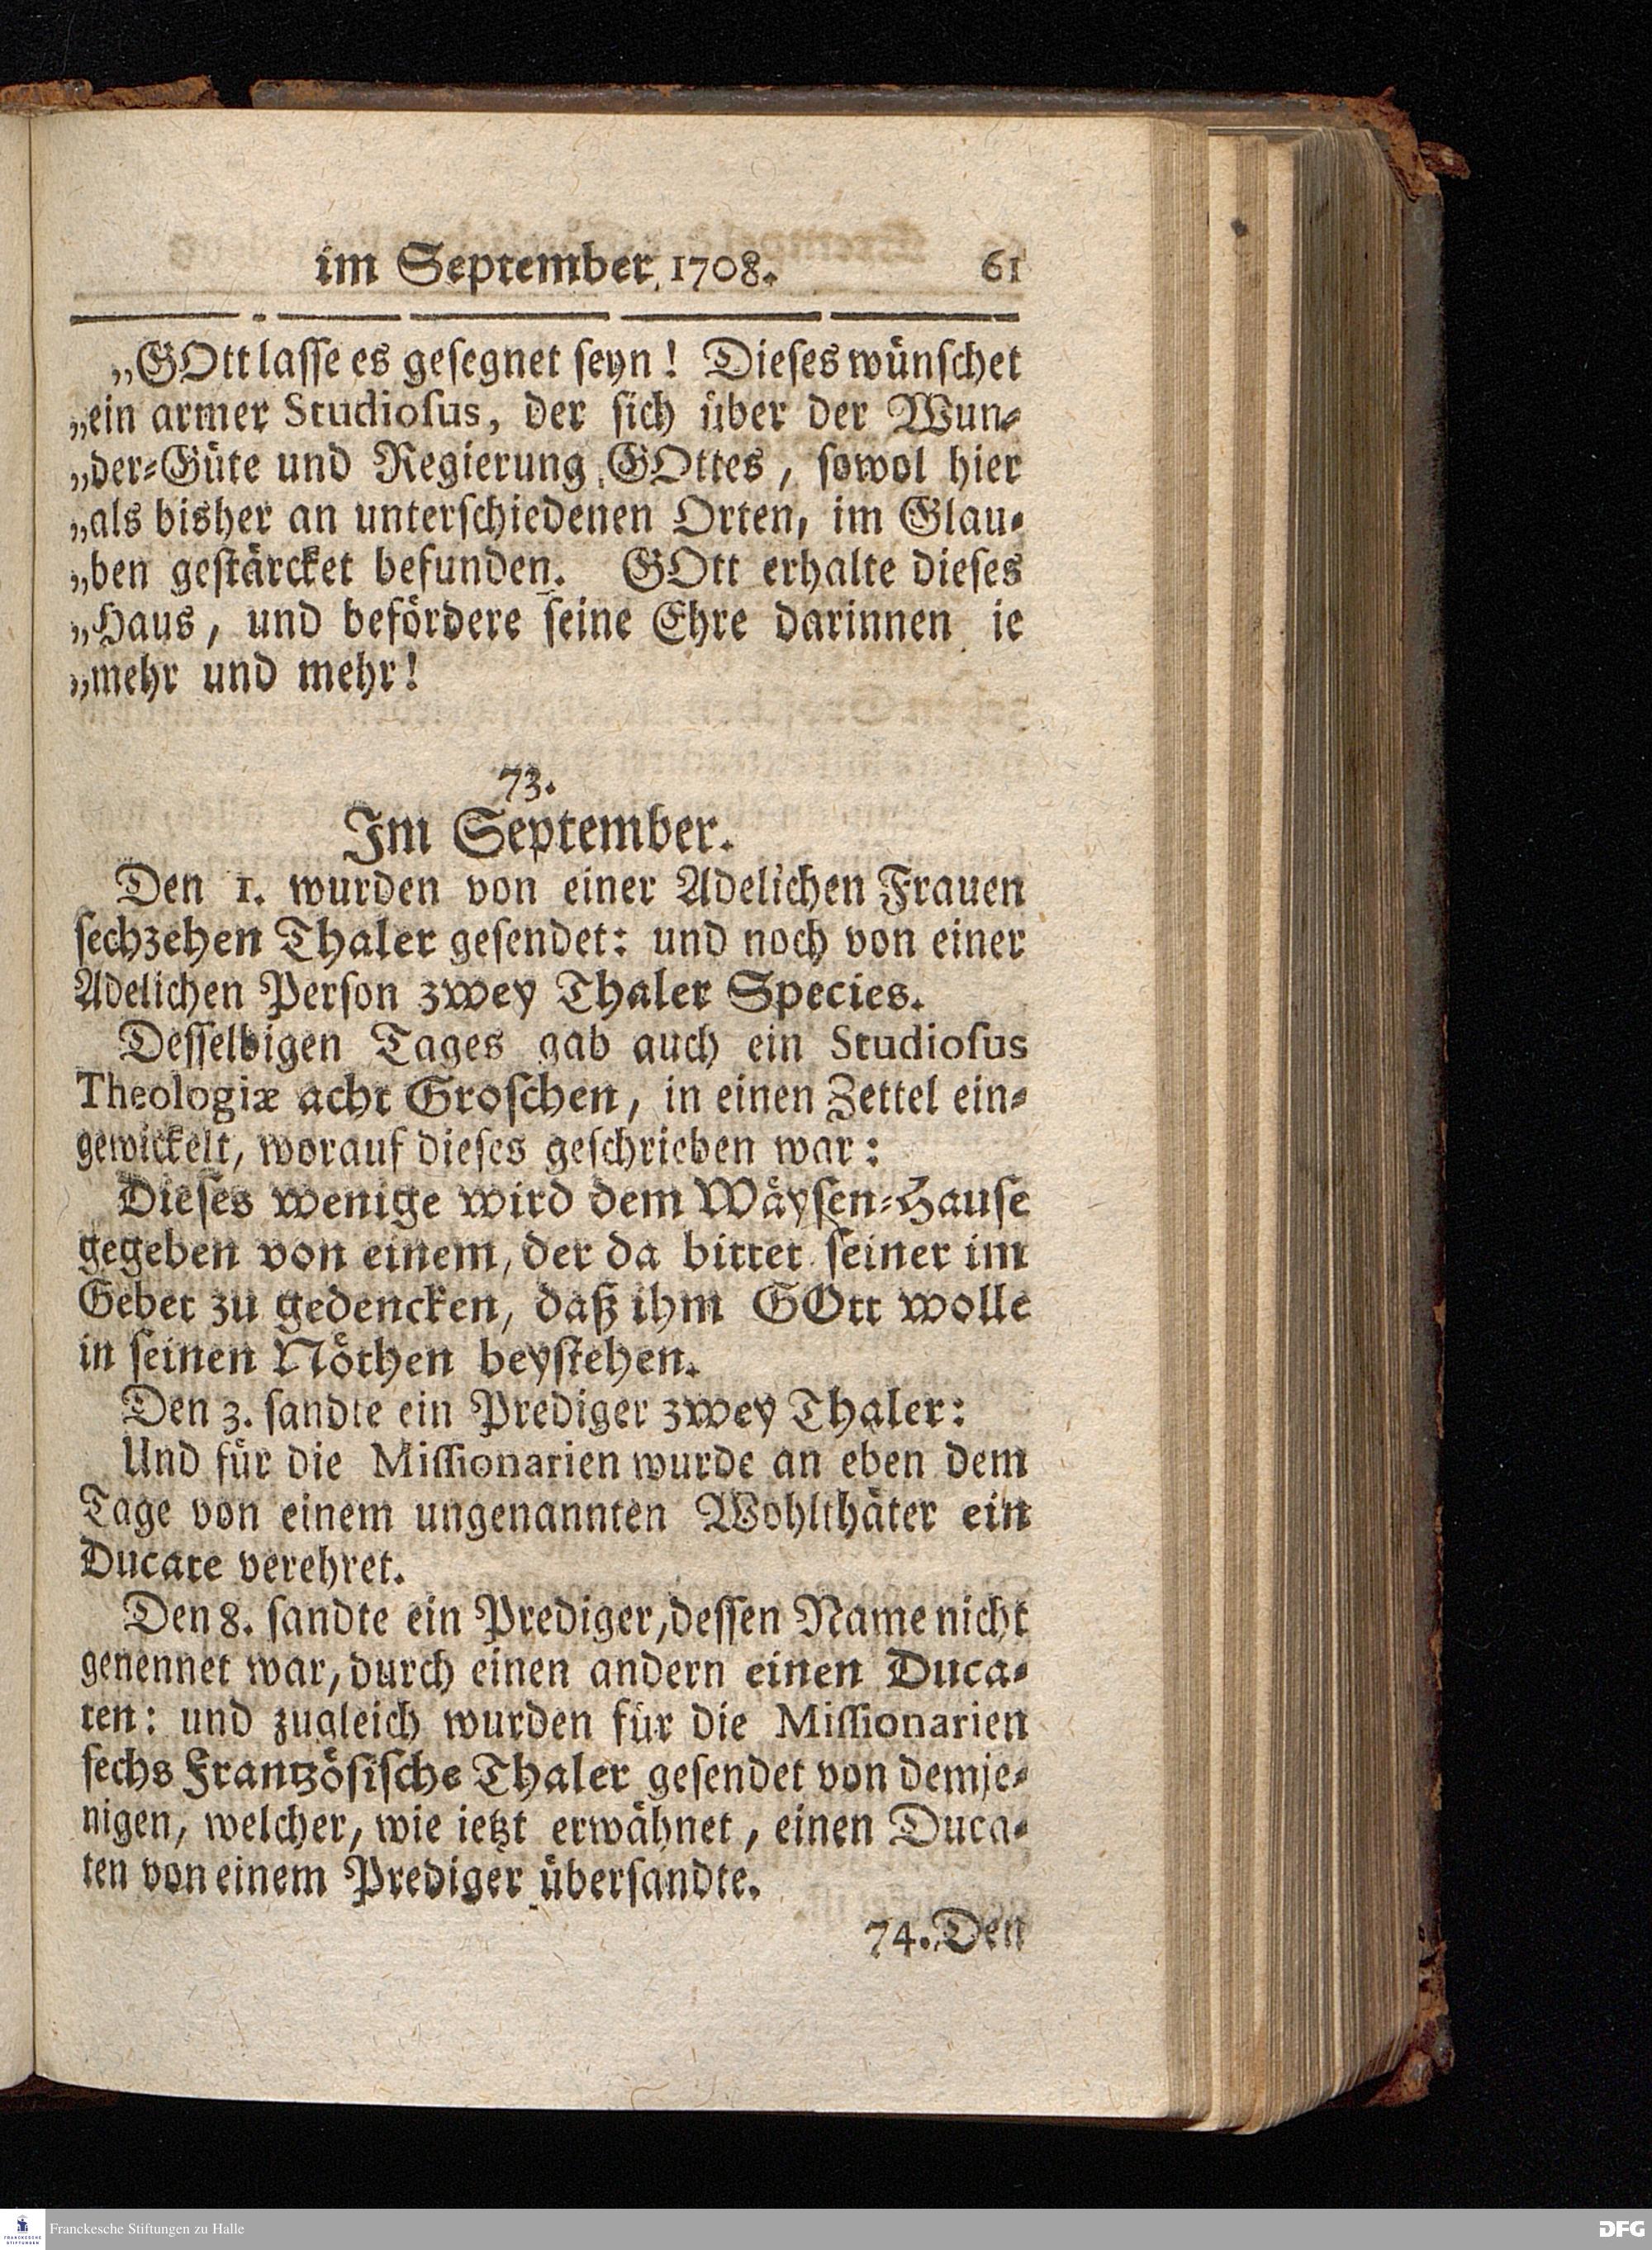 im September 1708. 61
„GOtt lasse es gesegnet seyn! Dieses wünschet
„ein armer Studiosus, der sich über der Wun-
„der-Güte und Regierung GOttes, sowol hier
„als bisher an unterschiedenen Orten, im Glau-
„ben gestärcket befunden. GOtt erhalte dieses
„Haus, und befördere seine Ehre darinnen ie
„mehr und mehr!
73.
Im September.
Den 1. wurden von einer Adelichen Frauen
sechzehen Thaler gesendet: und noch von einer
Adelichen Person zwey Thaler Species.
Desselbigen Tages gab auch ein Studiosus
Theologiæ acht Groschen, in einen Zettel ein-
gewickelt, worauf dieses geschrieben war:
Dieses wenige wird dem Wäysen-Hause
gegeben von einem, der da bittet seiner im
Gebet zu gedencken, daß ihm GOtt wolle
in seinen Nöthen beystehen.
Den 3. sandte ein Prediger zwey Thaler:
Und für die Missionarien wurde an eben dem
Tage von einem ungenannten Wohlthäter ein
Ducate verehret.
Den 8. sandte ein Prediger, dessen Name nicht
genennet war, durch einen andern einen Duca-
ten: und zugleich wurden für die Missionarien
sechs Frantzösische Thaler gesendet von demje-
nigen, welcher, wie ietzt erwähnet, einen Duca-
ten von einem Prediger übersandte.
74. Den
Franckesche Stiftungen zu Halle
FRANCKESCHE
STIFTUNGEN
DFG